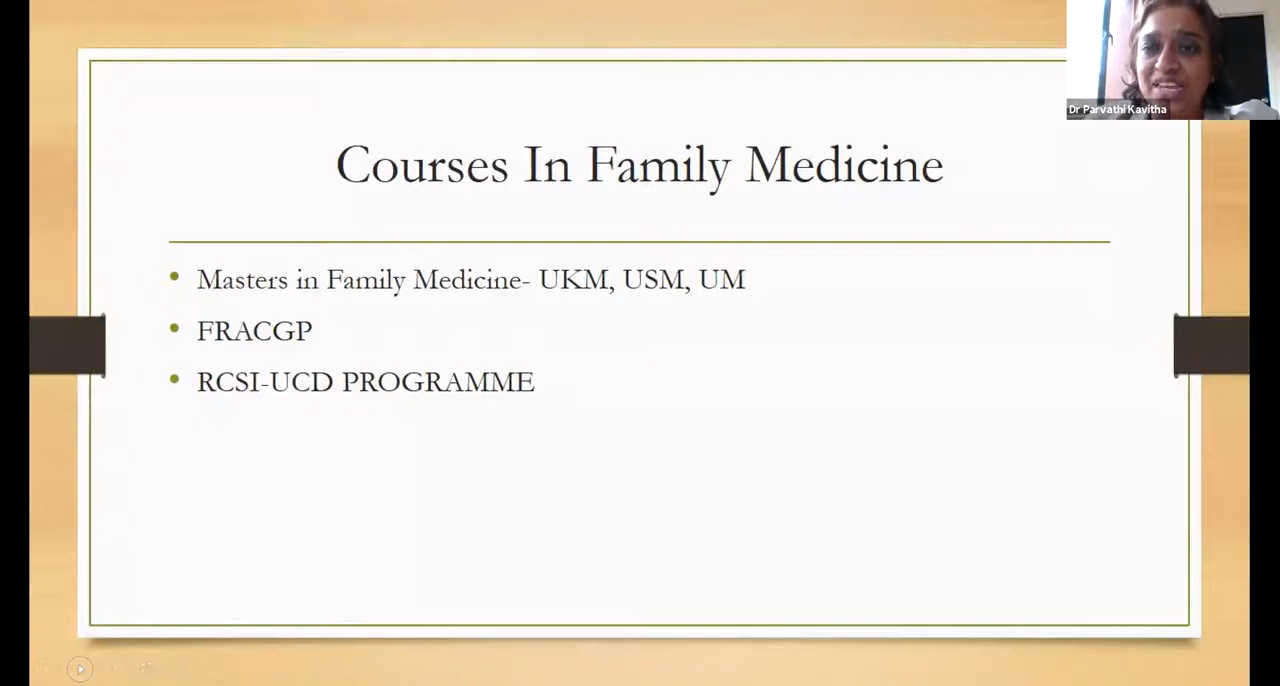 Dr Parvathi Kavitha
Courses In Family Medicine
Masters in Family Medicine- UKM, USM, UM
FRACGP
RCSI-UCD PROGRAMME